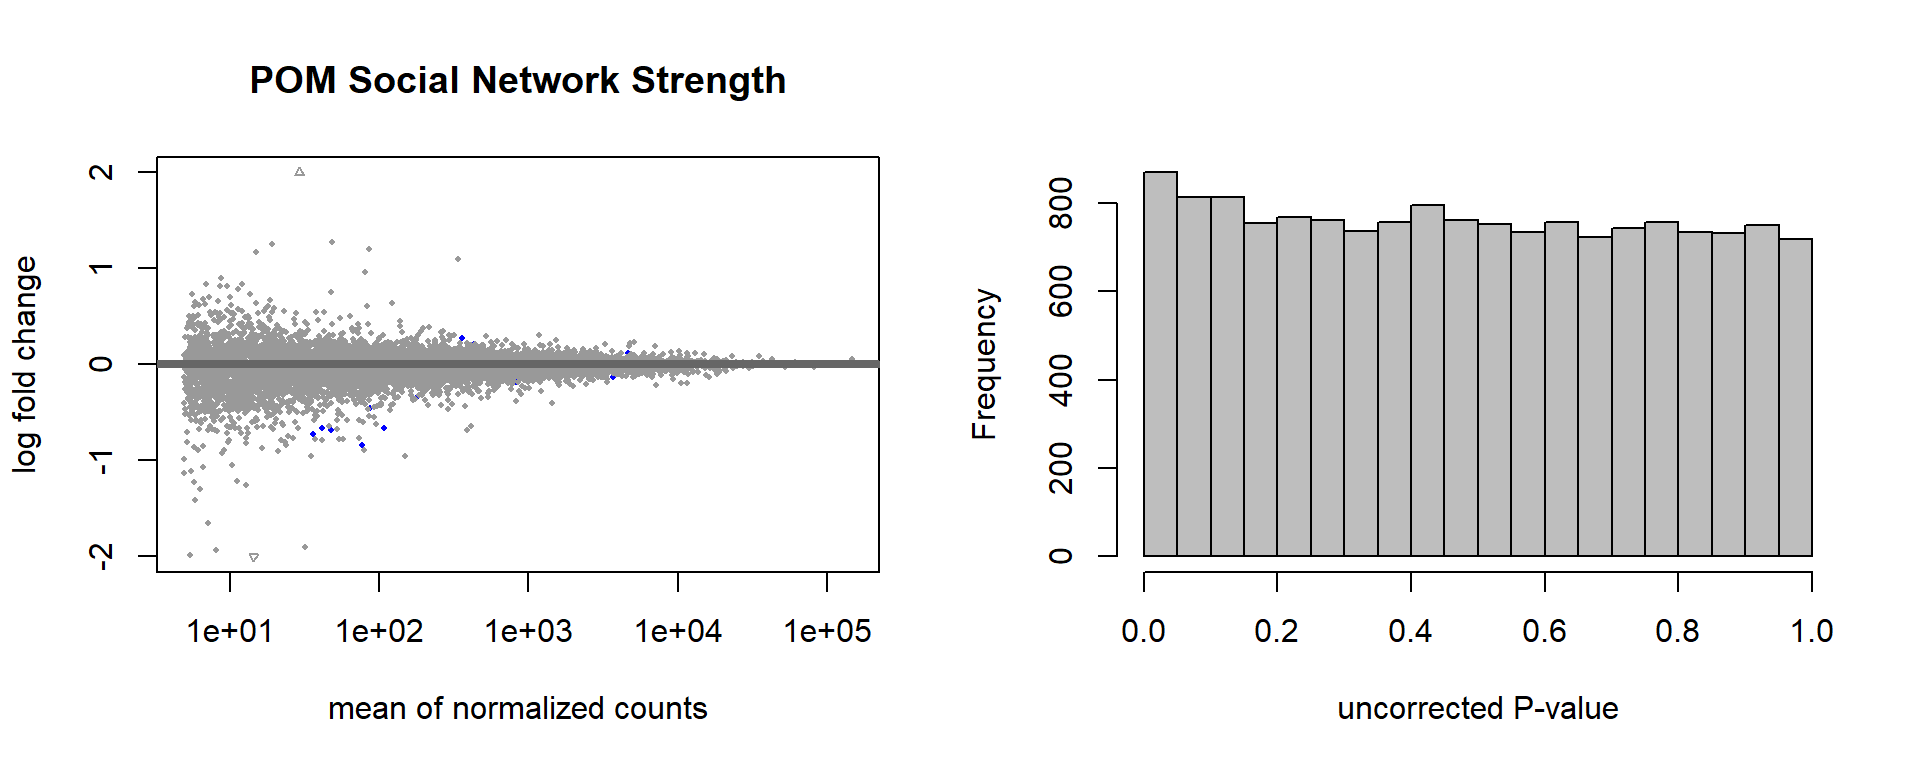 POM Social Network Strength
log fold change
2
1
0
-1
-2
1e+01 1e+02 1e+03 1e+04 1e+05
mean of normalized counts
Frequency
800
600
400
200
0
0.0 0.2 0.4 0.6 0.8 1.0
uncorrected P-value